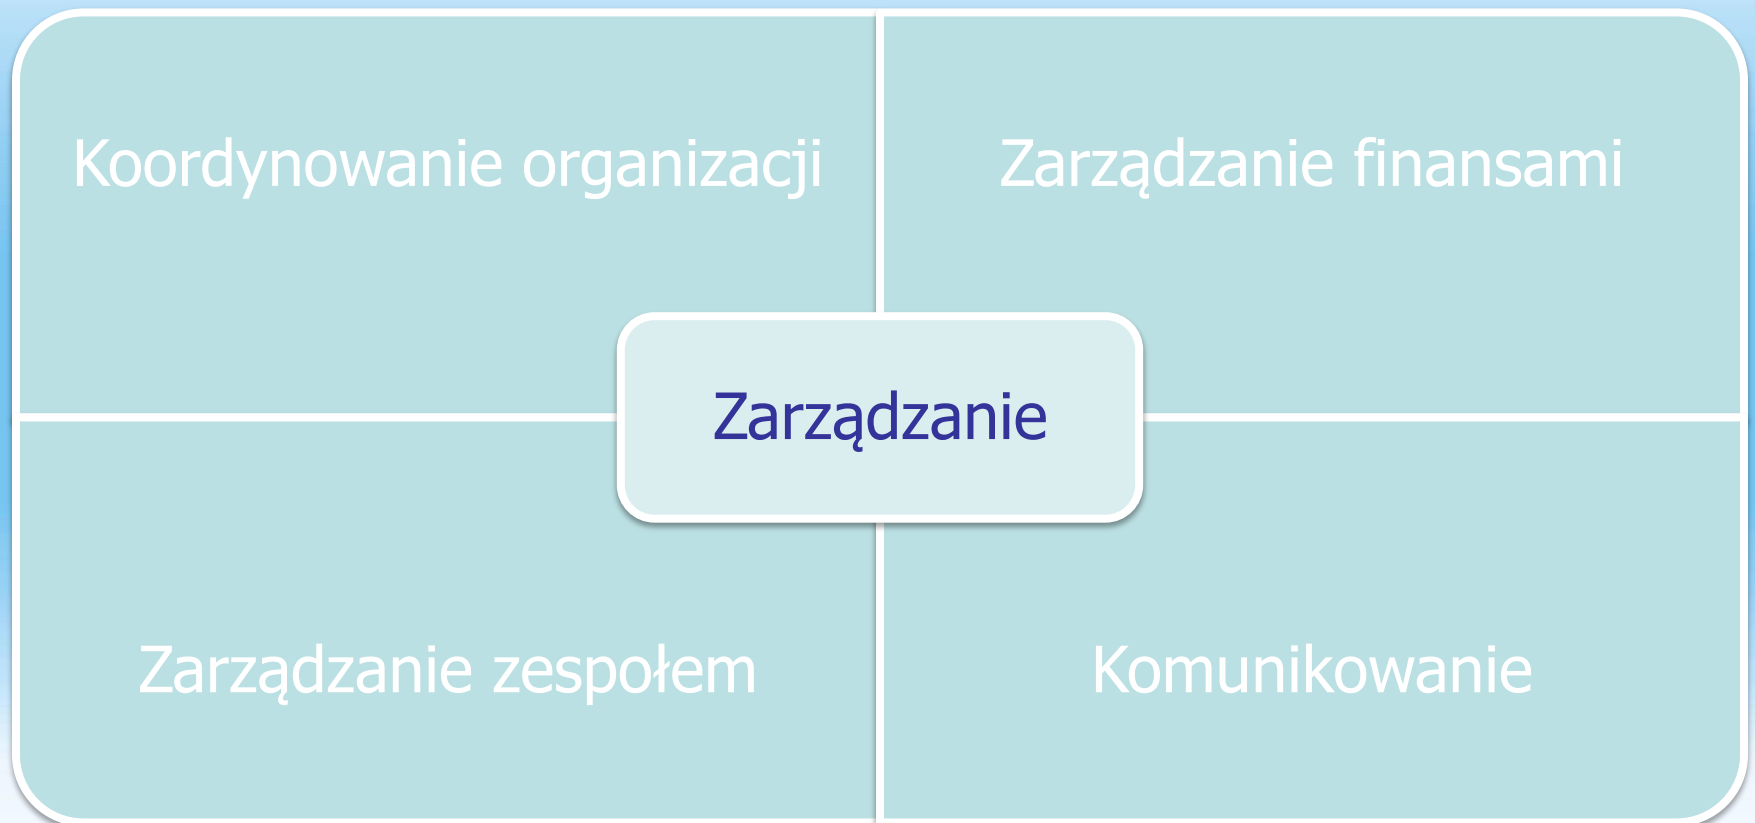 Koordynowanie organizacji
Zarządzanie finansami
Zarządzanie
Zarządzanie zespołem
Komunikowanie